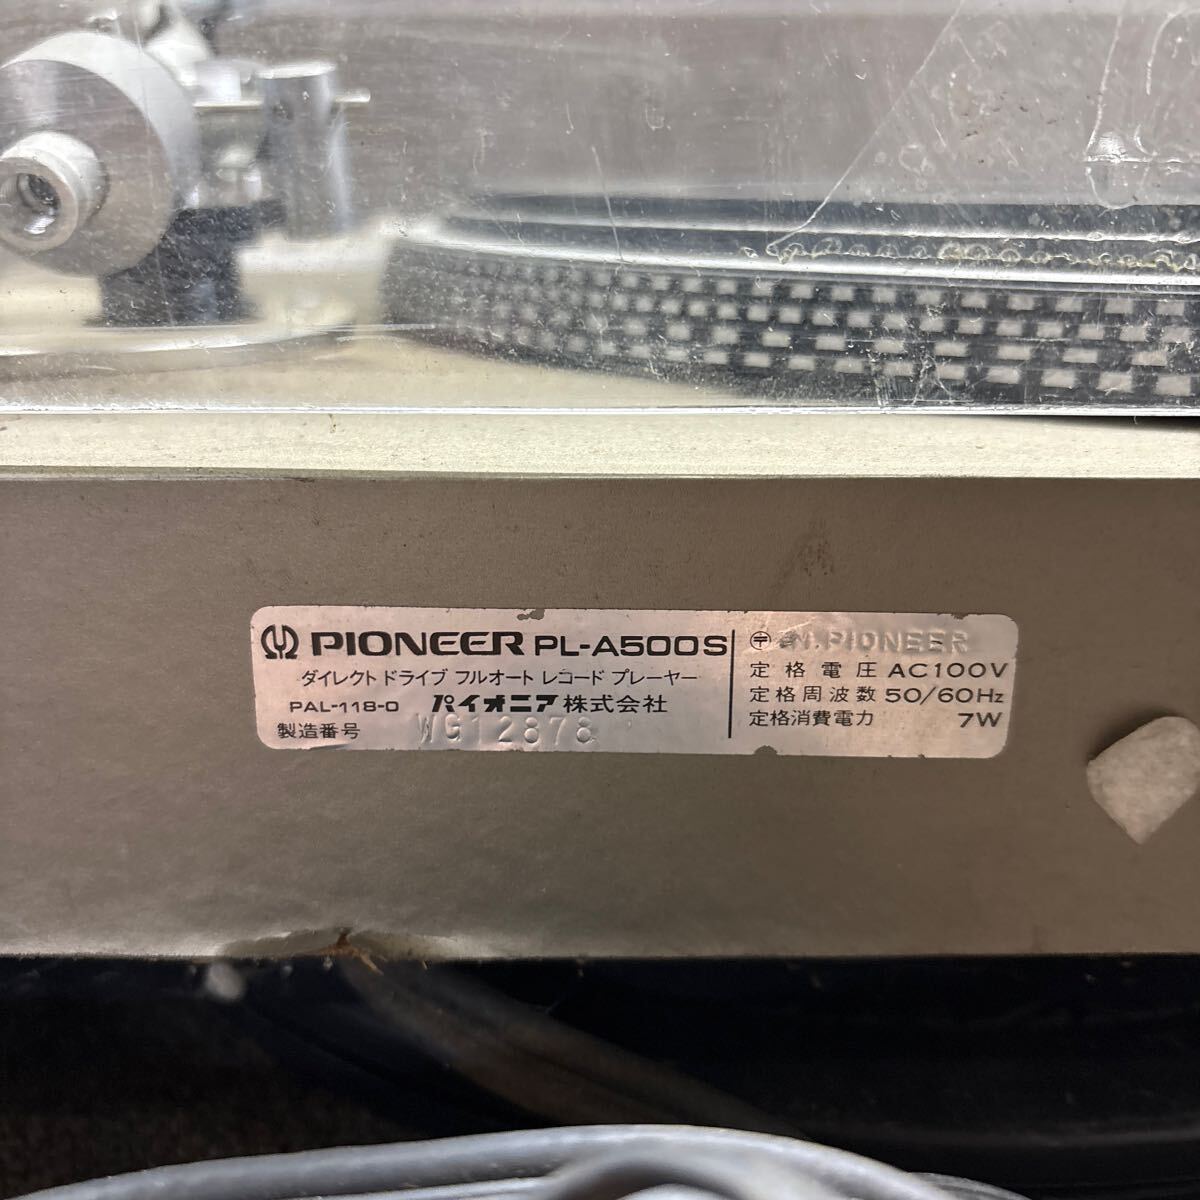 PIONEER PL-A500S
ダイレクト ドライブ フルオート レコード プレーヤー
PAL-118-0 パイオニア株式会社
製造番号 WG12878
〒 N.PIONEER
定格電圧 AC100V
定格周波数 50/60Hz
定格消費電力 7W